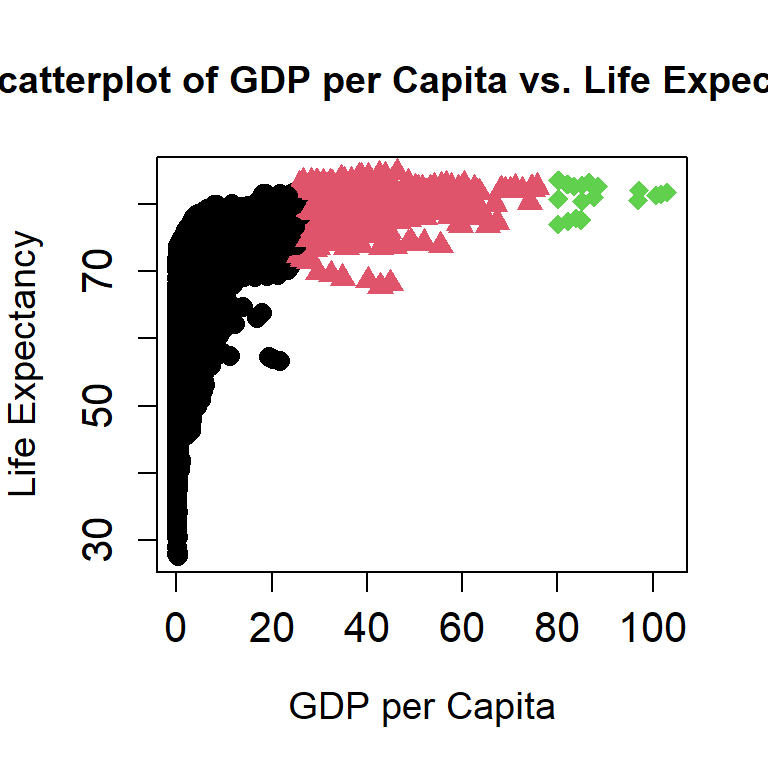 catterplot of GDP per Capita vs. Life Expec
Life Expectancy
70
50
30
0 20 40 60 80 100
GDP per Capita